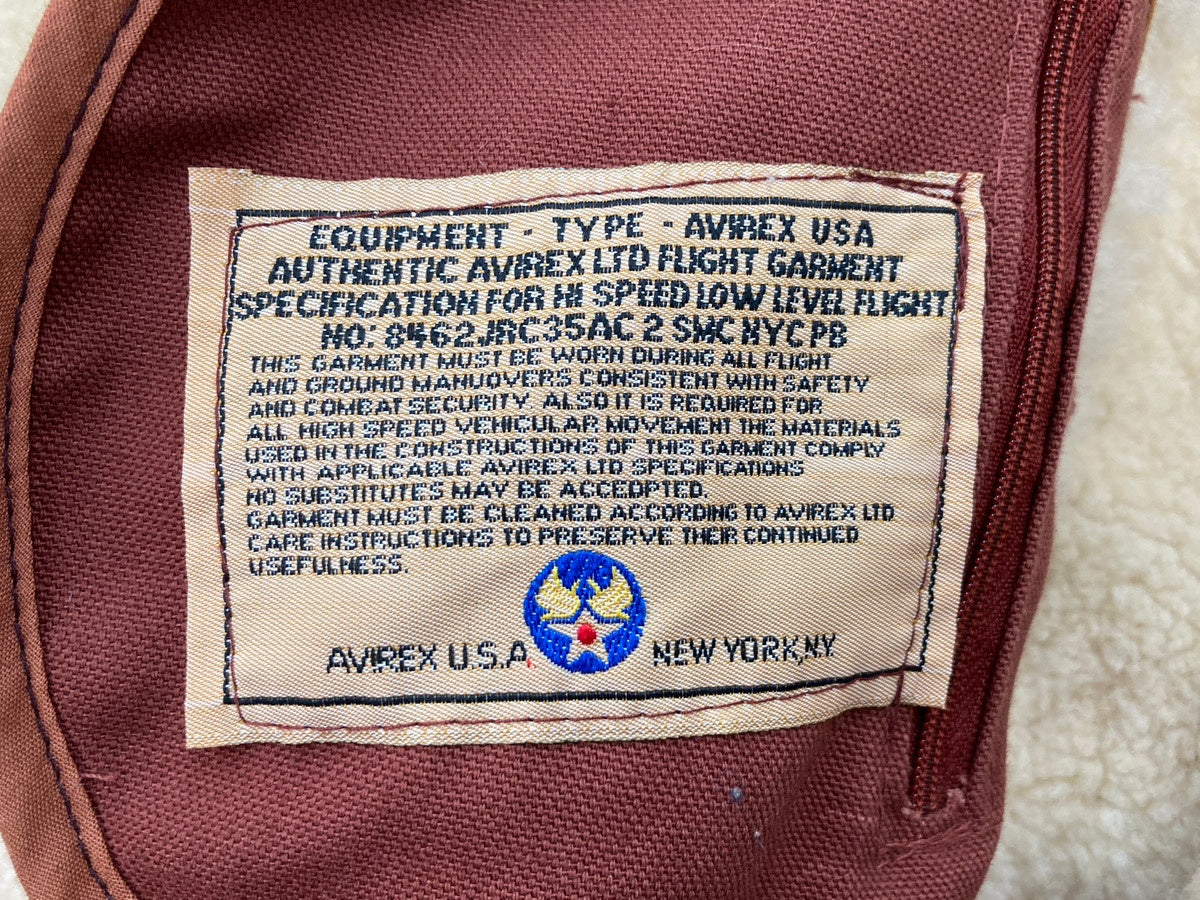 EQUIPMENT - TYPE - AVIREX USA
AUTHENTIC AVIREX LTD FLIGHT GARMENT
SPECIFICATION FOR HI SPEED LOW LEVEL FLIGHT
NO: 8462JRC35AC 2 SMCNYCPB
THIS GARMENT MUST BE WORN DURING ALL FLIGHT
AND GROUND MANUOVERS CONSISTENT WITH SAFETY
AND COMBAT SECURITY. ALSO IT IS REQUIRED FOR
ALL HIGH SPEED VEHICULAR MOVEMENT THE MATERIALS
USED IN THE CONSTRUCTIONS OF THIS GARMENT COMPLY
WITH APPLICABLE AVIREX LTD SPECIFICATIONS
NO SUBSTITUTES MAY BE ACCEDPTED.
GARMENT MUST BE CLEANED ACCORDING TO AVIREX LTD
CARE INSTRUCTIONS TO PRESERVE THEIR CONTINUED
USEFULNESS.
AVIREX U.S.A. NEW YORK,NY